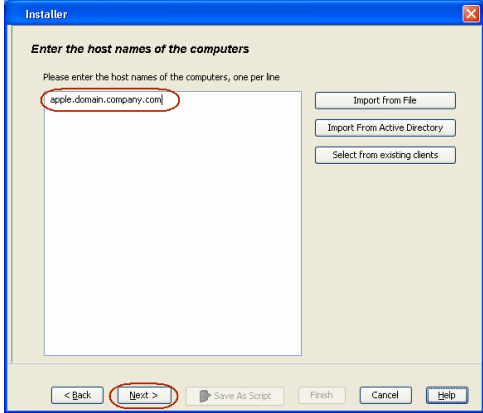 Installer
Enter the host names of the computers
Please enter the host names of the computers, one per line
apple.domain.company.com
Import from File
Import From Active Directory
Select from existing clients
< Back
Next >
Save As Script
Finish
Cancel
Help